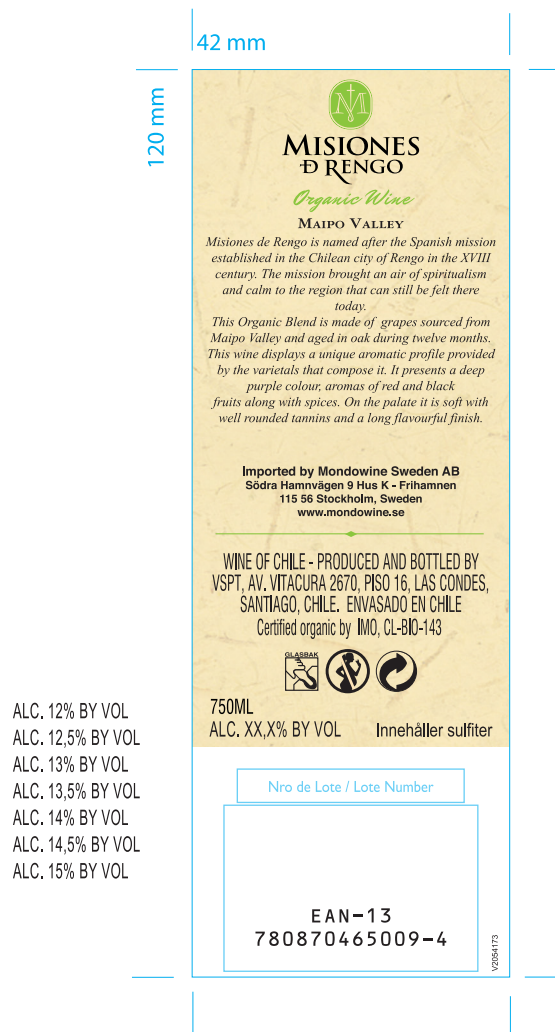 42 mm
120 mm
M
MISIONES
D RENGO
Organic Wine
MAIPO VALLEY
Misiones de Rengo is named after the Spanish mission
established in the Chilean city of Rengo in the XVIII
century. The mission brought an air of spiritualism
and calm to the region that can still be felt there
today.
This Organic Blend is made of grapes sourced from
Maipo Valley and aged in oak during twelve months.
This wine displays a unique aromatic profile provided
by the varietals that compose it. It presents a deep
purple colour, aromas of red and black
fruits along with spices. On the palate it is soft with
well rounded tannins and a long flavourful finish.
Imported by Mondowine Sweden AB
Södra Hamnvägen 9 Hus K - Frihamnen
115 56 Stockholm, Sweden
www.mondowine.se
WINE OF CHILE - PRODUCED AND BOTTLED BY
VSPT, AV. VITACURA 2670, PISO 16, LAS CONDES,
SANTIAGO, CHILE. ENVASADO EN CHILE
Certified organic by IMO, CL-BIO-143
GLASBAK
750ML
ALC. XX,X% BY VOL Innehåller sulfiter
ALC. 12% BY VOL
ALC. 12,5% BY VOL
ALC. 13% BY VOL
ALC. 13,5% BY VOL
ALC. 14% BY VOL
ALC. 14,5% BY VOL
ALC. 15% BY VOL
Nro de Lote / Lote Number
EAN-13
780870465009-4
V2054173